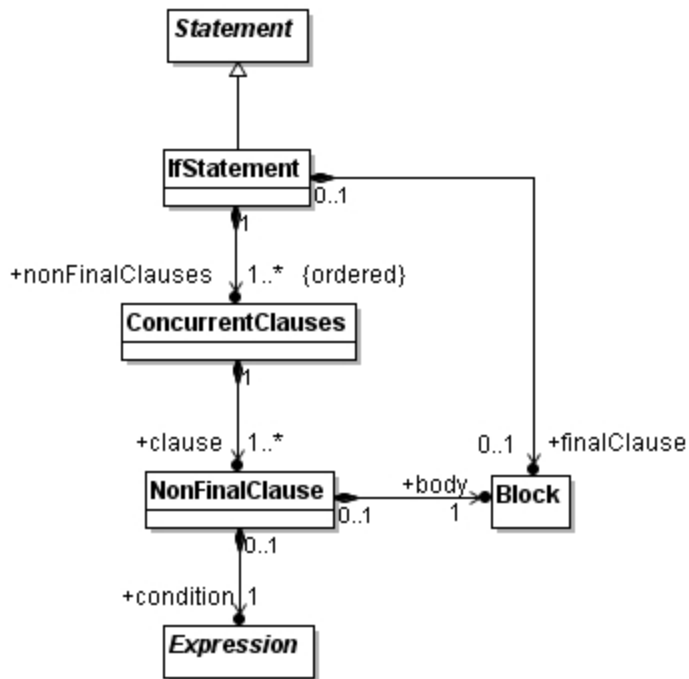 Statement
IfStatement
0..1
1
+nonFinalClauses 1..* {ordered}
ConcurrentClauses
1
+clause 1..*
0..1 +finalClause
NonFinalClause
+body
Block
0..1
1
0..1
+condition 1
Expression